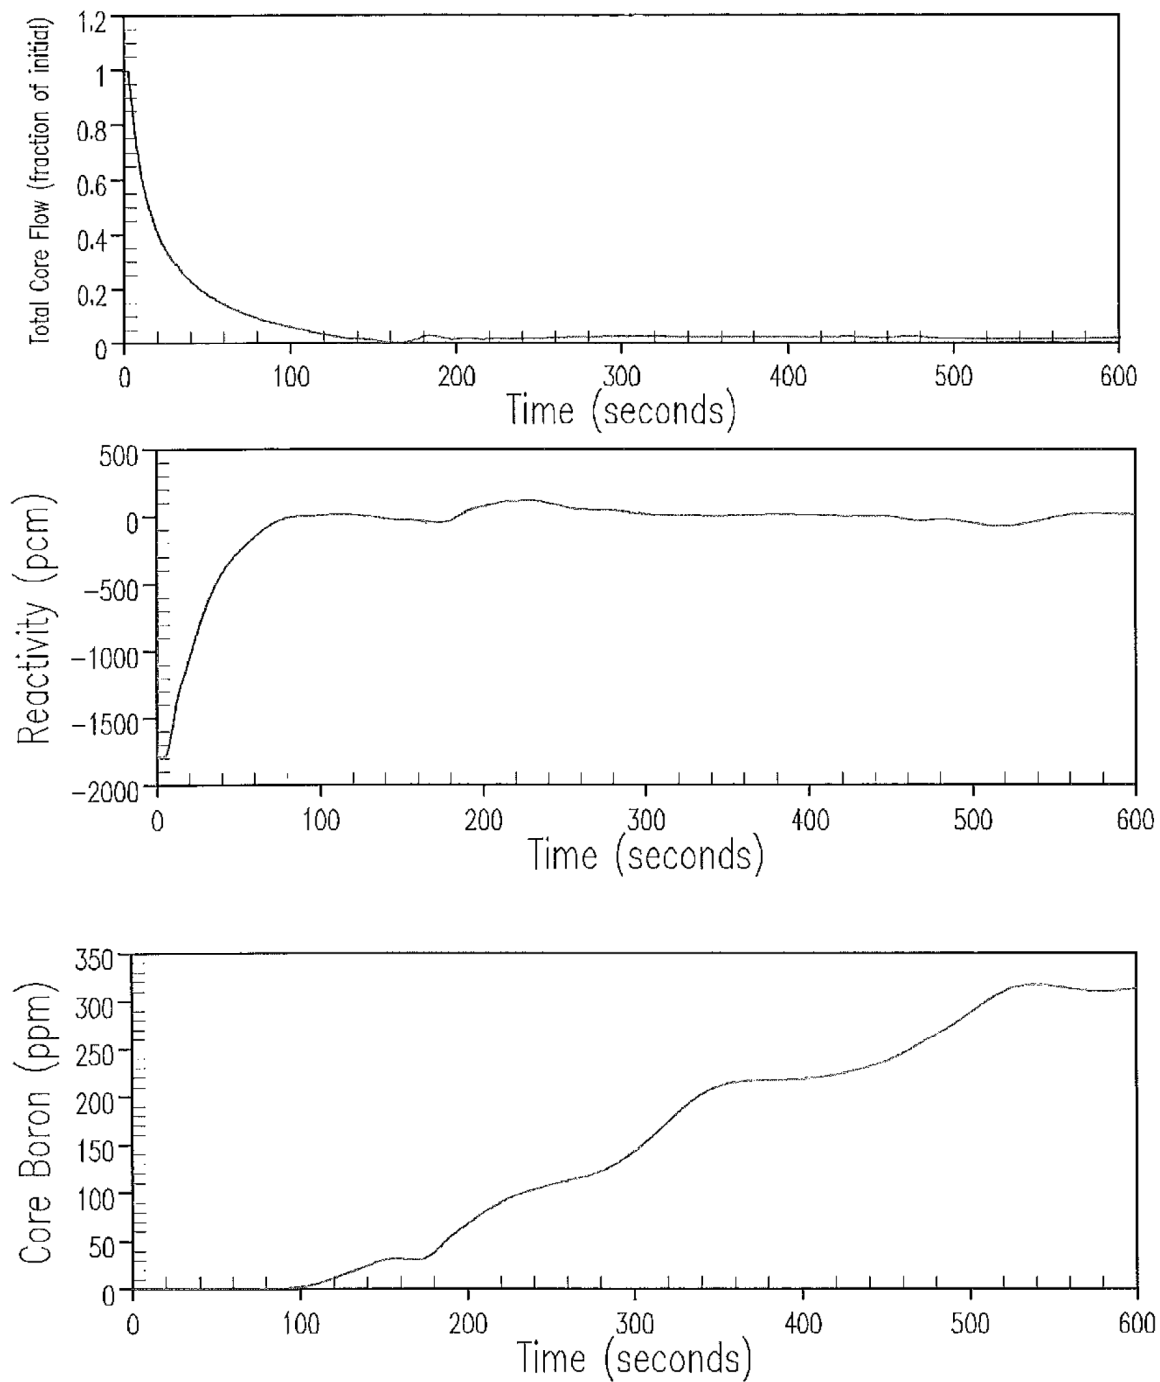 Total Core Flow (fraction of initial)
1.2
1
0.8
0.6
0.4
0.2
0
0 100 200 300 400 500 600
Time (seconds)
Reactivity (pcm)
500
0
-500
-1000
-1500
-2000
0 100 200 300 400 500 600
Time (seconds)
Core Boron (ppm)
350
300
250
200
150
100
50
0
0 100 200 300 400 500 600
Time (seconds)